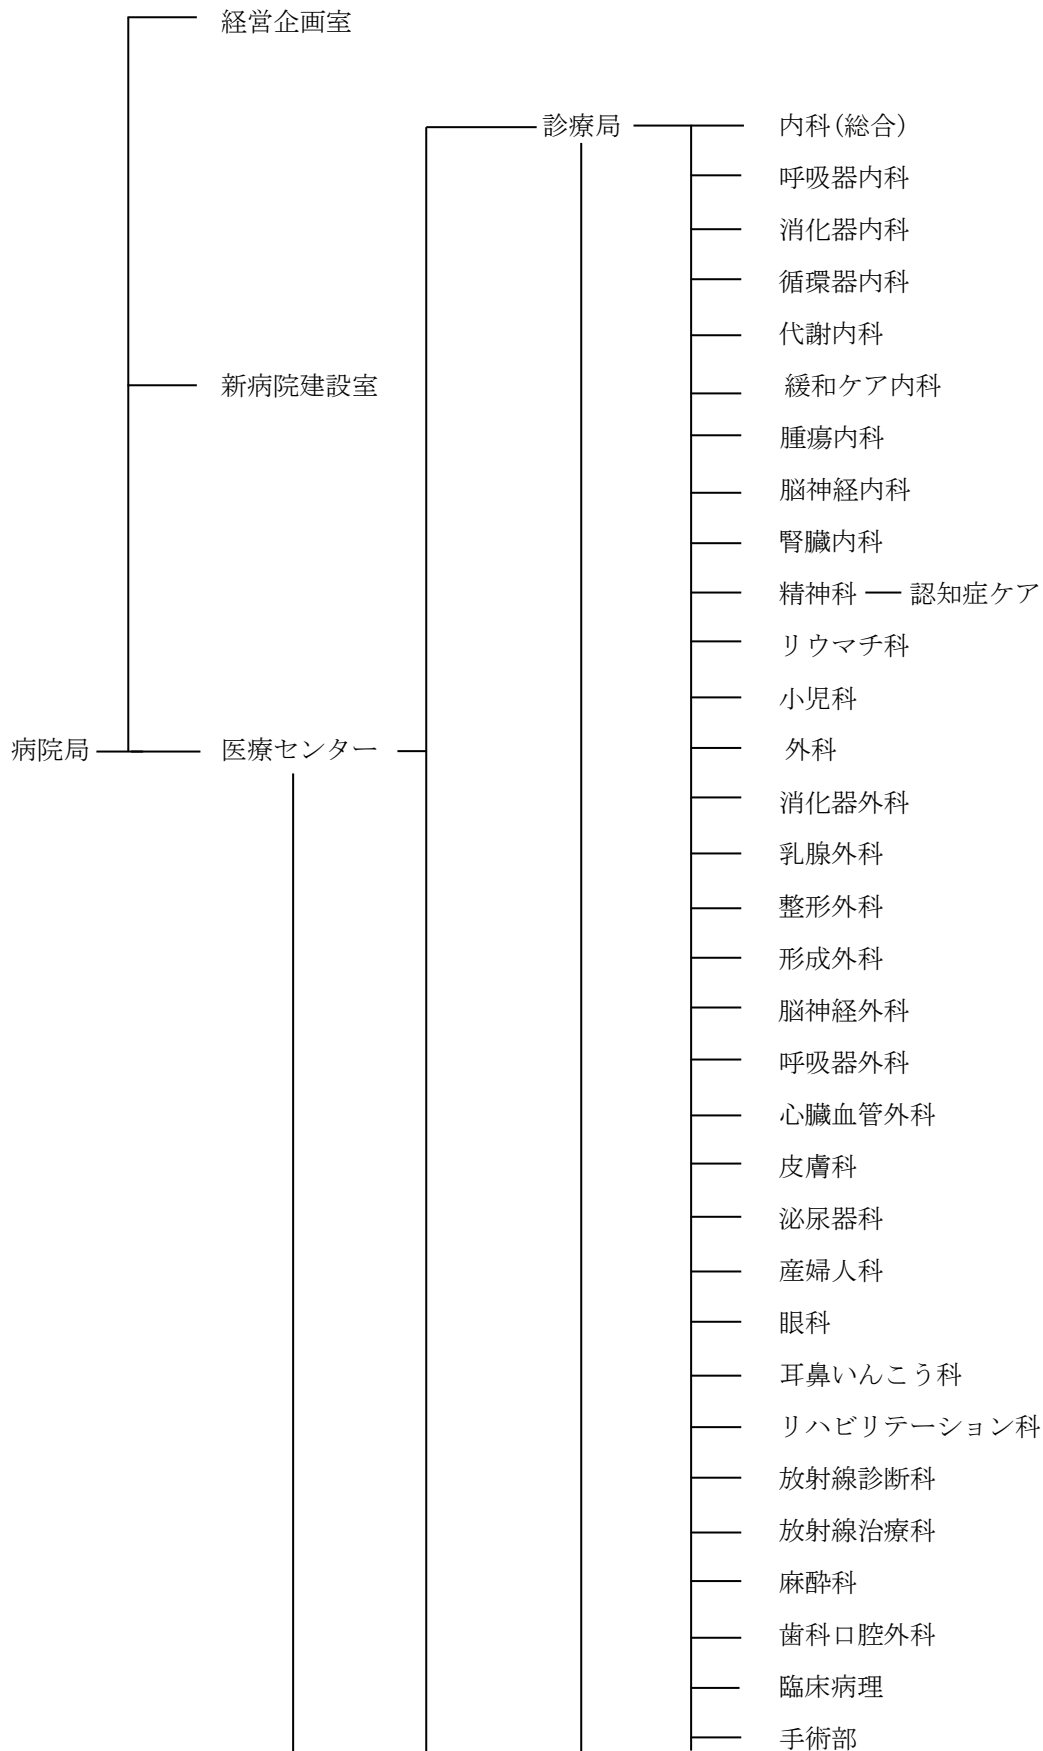 経営企画室
診療局 内科(総合)
呼吸器内科
消化器内科
循環器内科
代謝内科
新病院建設室 緩和ケア内科
腫瘍内科
脳神経内科
腎臓内科
精神科 認知症ケア
リウマチ科
小児科
病院局 医療センター 外科
消化器外科
乳腺外科
整形外科
形成外科
脳神経外科
呼吸器外科
心臓血管外科
皮膚科
泌尿器科
産婦人科
眼科
耳鼻いんこう科
リハビリテーション科
放射線診断科
放射線治療科
麻酔科
歯科口腔外科
臨床病理
手術部